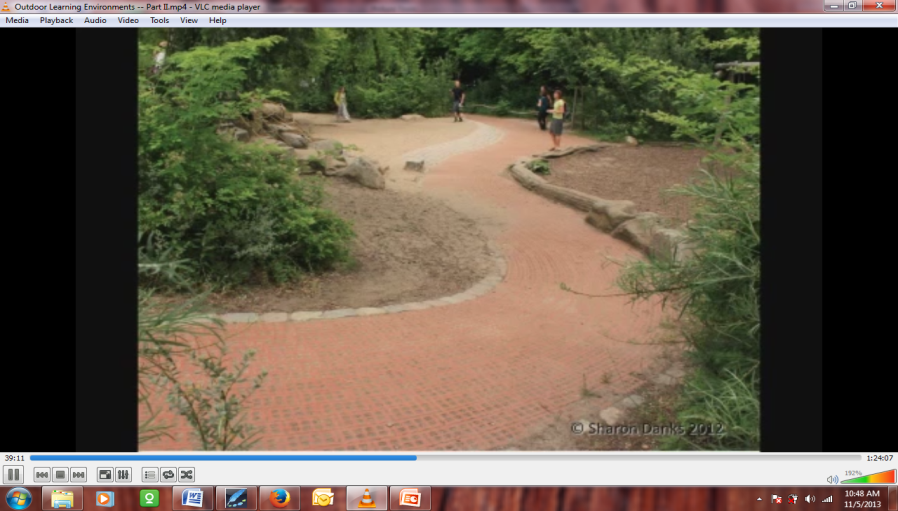 Outdoor Learning Environments -- Part II.mp4 - VLC media player
Media Playback Audio Video Tools View Help
© Sharon Danks 2012
39:11
1:24:07
192%
10:48 AM
11/5/2013